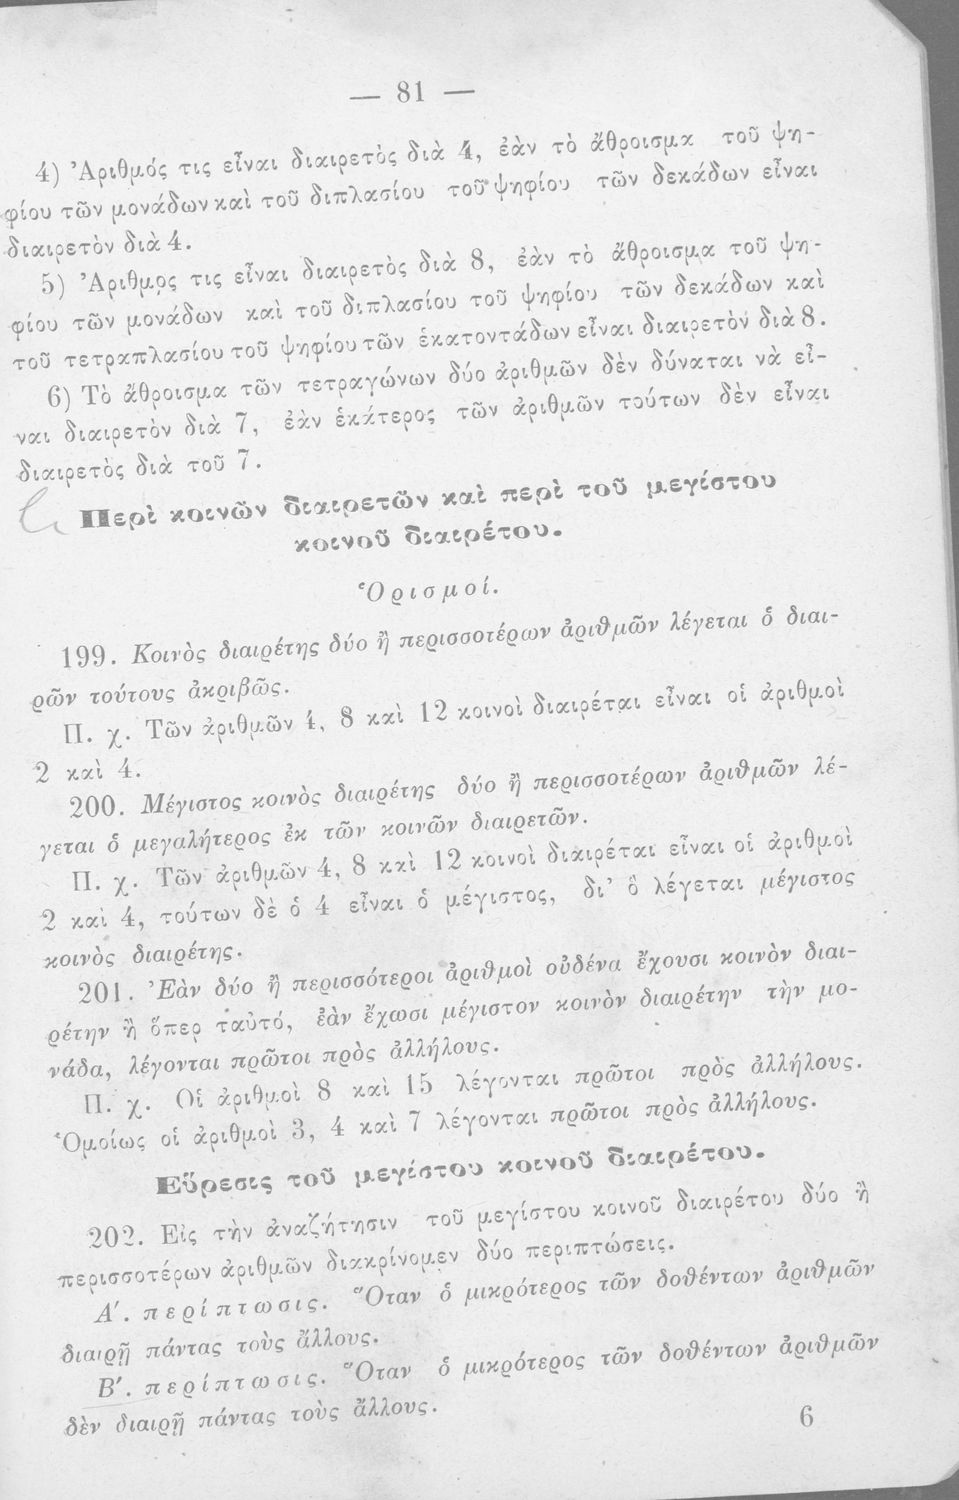 — 81 —
4) Ἀριθμός τις εἶναι διαιρετὸς διὰ 4, ἐὰν τὸ ἄθροισμα τοῦ ψη-
φίου τῶν μονάδων καὶ τοῦ διπλασίου τοῦ ψηφίου τῶν δεκάδων εἶναι
διαιρετὸν διὰ 4.
5) Ἀριθμος τις εἶναι διαιρετὸς διὰ 8, ἐὰν τὸ ἄθροισμα τοῦ ψη-
φίου τῶν μονάδων καὶ τοῦ διπλασίου τοῦ ψηφίου τῶν δεκάδων καὶ
τοῦ τετραπλασίου τοῦ ψηφίου τῶν ἑκατοντάδων εἶναι διαιρετὸν διὰ 8.
6) Τὸ ἄθροισμα τῶν τετραγώνων δύο ἀριθμῶν δὲν δύναται νὰ εἶ-
ναι διαιρετὸν διὰ 7, ἐὰν ἑκάτερος τῶν ἀριθμῶν τούτων δὲν εἶναι
διαιρετὸς διὰ τοῦ 7.
Περὶ κοινῶν διαιρετῶν καὶ περὶ τοῦ μεγίστου
κοινοῦ διαιρέτου.
Ὁρισμοί.
199. Κοινὸς διαιρέτης δύο ἢ περισσοτέρων ἀριθμῶν λέγεται ὁ διαι-
ρῶν τούτους ἀκριβῶς.
Π. χ. Τῶν ἀριθμῶν 4, 8 καὶ 12 κοινοὶ διαιρέται εἶναι οἱ ἀριθμοὶ
2 καὶ 4.
200. Μέγιστος κοινὸς διαιρέτης δύο ἢ περισσοτέρων ἀριθμῶν λέ-
γεται ὁ μεγαλήτερος ἐκ τῶν κοινῶν διαιρετῶν.
Π. χ. Τῶν ἀριθμῶν 4, 8 καὶ 12 κοινοὶ διαιρέται εἶναι οἱ ἀριθμοὶ
2 καὶ 4, τούτων δὲ ὁ 4 εἶναι ὁ μέγιστος, δι' ὃ λέγεται μέγιστος
κοινὸς διαιρέτης.
201. Ἐὰν δύο ἢ περισσότεροι ἀριθμοὶ οὐδένα ἔχουσι κοινὸν διαι-
ρέτην ἢ ὅπερ ταὐτό, ἐὰν ἔχωσι μέγιστον κοινὸν διαιρέτην τὴν μο-
νάδα, λέγονται πρῶτοι πρὸς ἀλλήλους.
Π. χ. Οἱ ἀριθμοὶ 8 καὶ 15 λέγονται πρῶτοι πρὸς ἀλλήλους.
Ὁμοίως οἱ ἀριθμοὶ 3, 4 καὶ 7 λέγονται πρῶτοι πρὸς ἀλλήλους.
Εὕρεσις τοῦ μεγίστου κοινοῦ διαιρέτου.
202. Εἰς τὴν ἀναζήτησιν τοῦ μεγίστου κοινοῦ διαιρέτου δύο ἢ
περισσοτέρων ἀριθμῶν διακρίνομεν δύο περιπτώσεις.
Α'. περίπτωσις. Ὅταν ὁ μικρότερος τῶν δοθέντων ἀριθμῶν
διαιρῇ πάντας τοὺς ἄλλους.
Β'. περίπτωσις. Ὅταν ὁ μικρότερος τῶν δοθέντων ἀριθμῶν
δὲν διαιρῇ πάντας τοὺς ἄλλους.
6